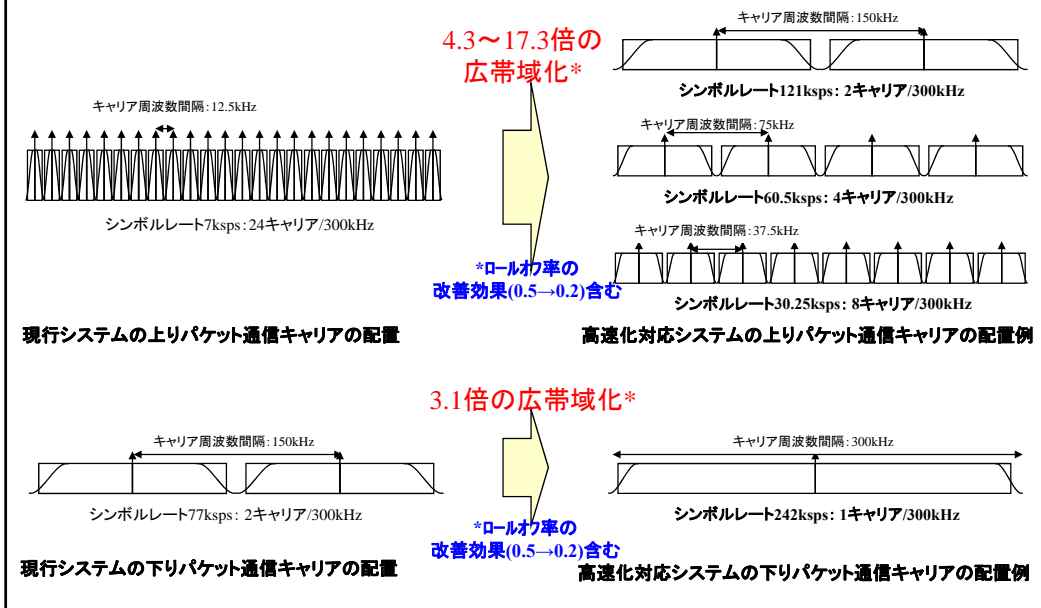 4.3～17.3倍の
広帯域化*
キャリア周波数間隔：12.5kHz
シンボルレート7ksps：24キャリア/300kHz
*ロールオフ率の
改善効果(0.5→0.2)含む
現行システムの上りパケット通信キャリアの配置
キャリア周波数間隔：150kHz
シンボルレート121ksps：2キャリア/300kHz
キャリア周波数間隔：75kHz
シンボルレート60.5ksps：4キャリア/300kHz
キャリア周波数間隔：37.5kHz
シンボルレート30.25ksps：8キャリア/300kHz
高速化対応システムの上りパケット通信キャリアの配置例
3.1倍の広帯域化*
キャリア周波数間隔：150kHz
シンボルレート77ksps：2キャリア/300kHz
*ロールオフ率の
改善効果(0.5→0.2)含む
現行システムの下りパケット通信キャリアの配置
キャリア周波数間隔：300kHz
シンボルレート242ksps：1キャリア/300kHz
高速化対応システムの下りパケット通信キャリアの配置例